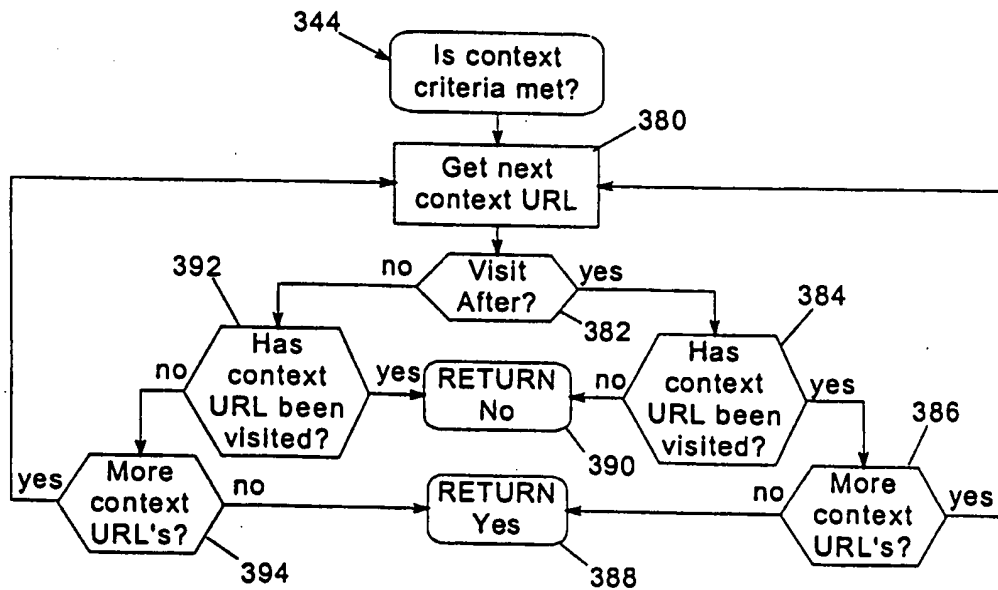 344
Is context
criteria met?
380
Get next
context URL
392
no
Visit
After?
yes
382
384
Has
context
URL been
visited?
no
yes
RETURN
No
390
no
Has
context
URL been
visited?
yes
386
yes
More
context
URL's?
no
394
RETURN
Yes
388
no
More
context
URL's?
yes